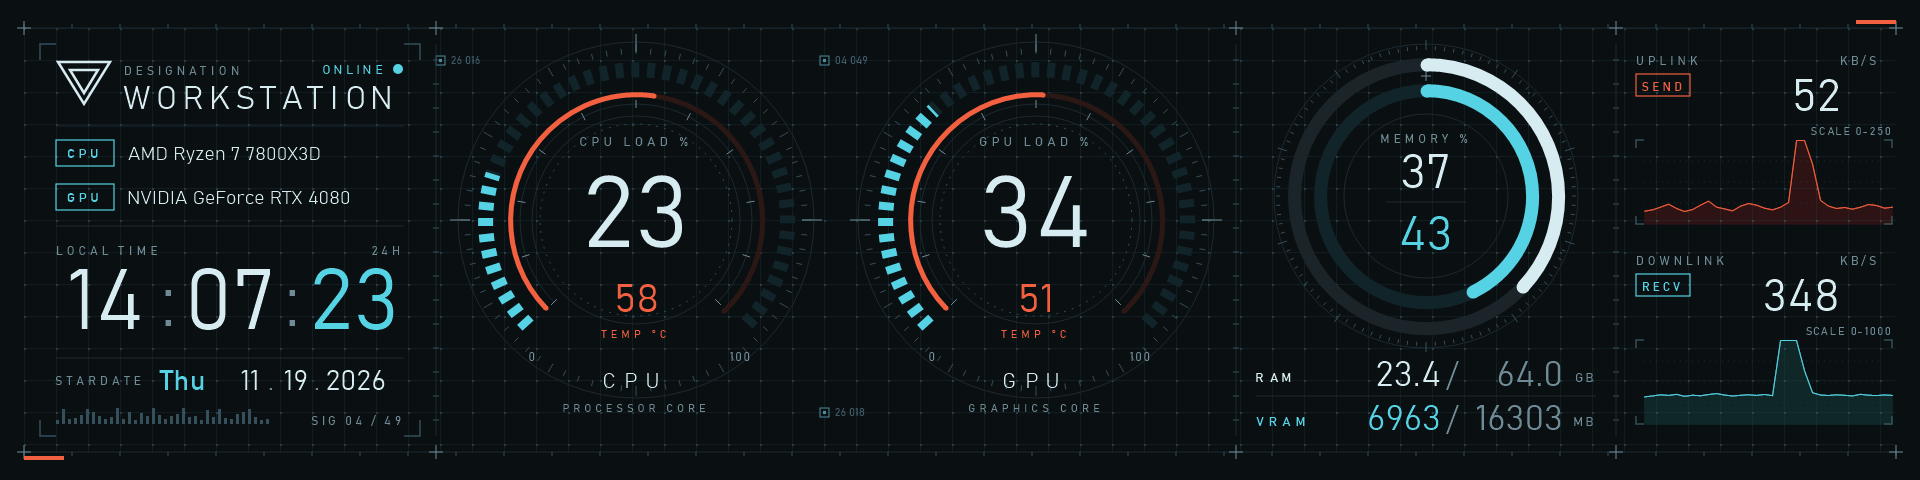 DESIGNATION
ONLINE
WORKSTATION
CPU AMD Ryzen 7 7800X3D
GPU NVIDIA GeForce RTX 4080
LOCAL TIME
24H
14:07:23
STARDATE Thu 11 . 19 . 2026
SIG 04 / 49
26 016
CPU LOAD %
23
58
TEMP °C
0
100
CPU
PROCESSOR CORE
04 049
GPU LOAD %
34
51
TEMP °C
0
100
GPU
GRAPHICS CORE
26 018
MEMORY %
37
43
RAM 23.4 / 64.0 GB
VRAM 6963 / 16303 MB
UPLINK
KB/S
SEND
52
SCALE 0-250
DOWNLINK
KB/S
RECV
348
SCALE 0-1000